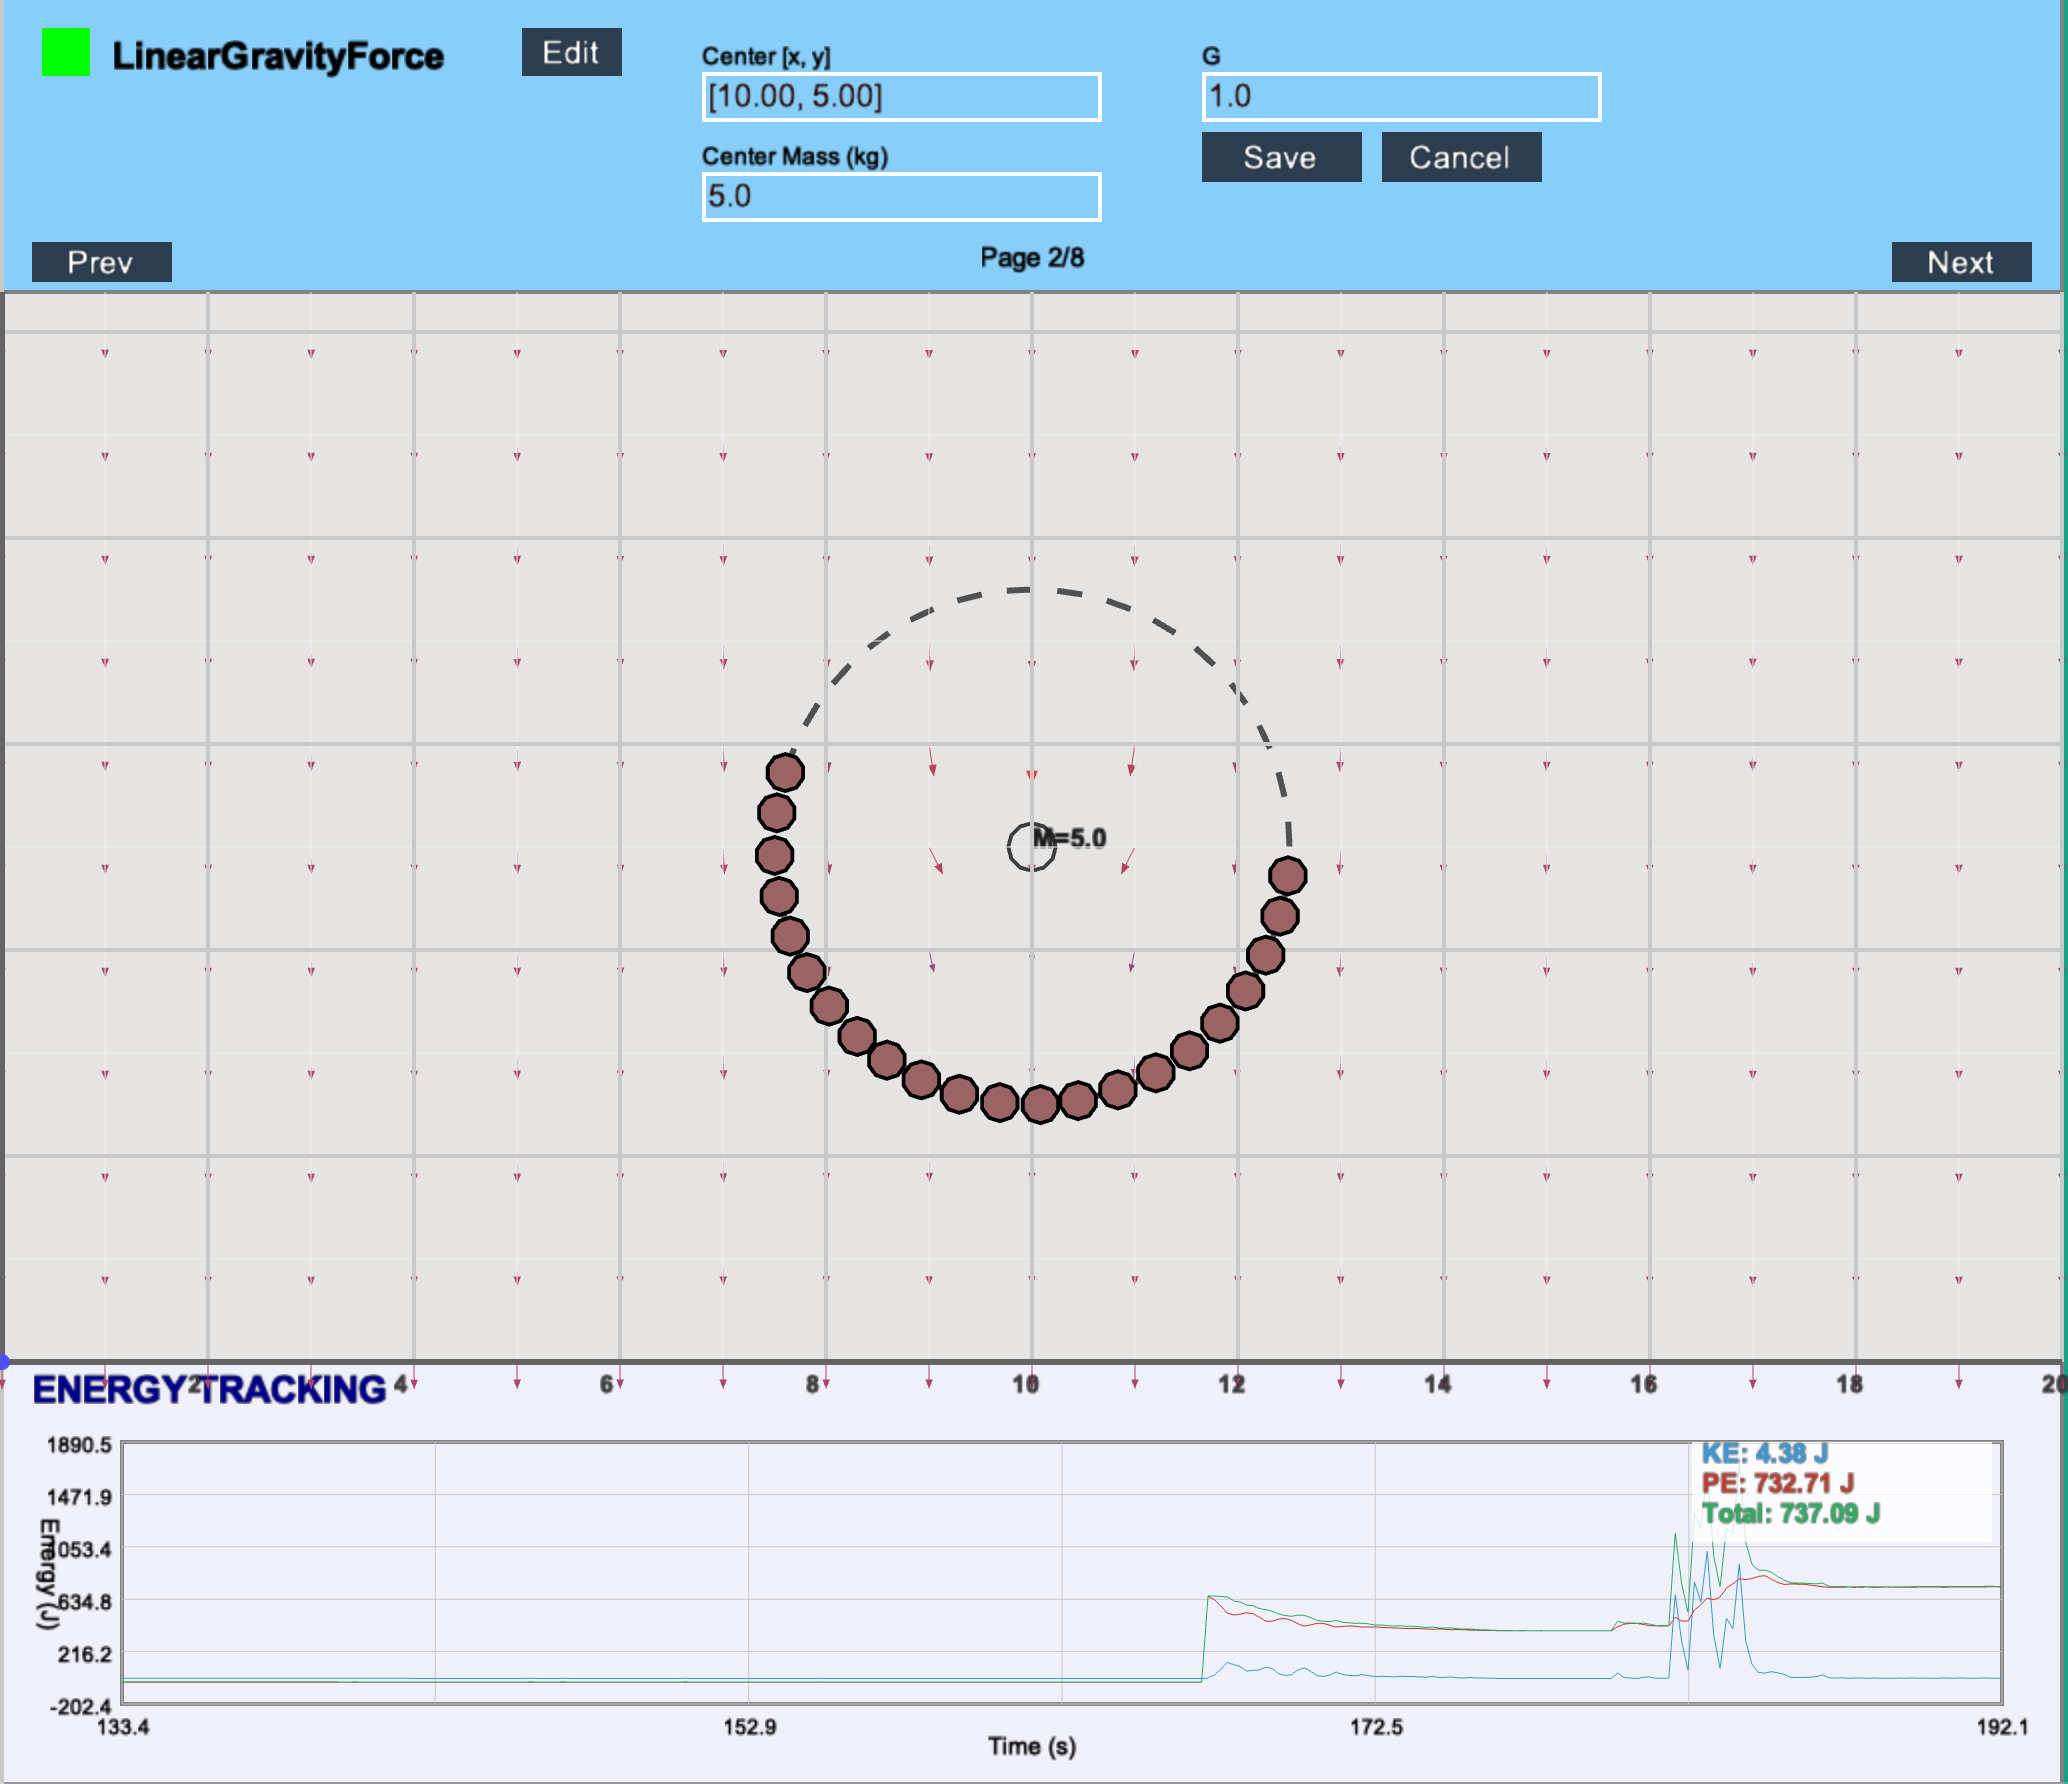 LinearGravityForce
Edit
Center [x, y]
[10.00, 5.00]
G
1.0
Center Mass (kg)
5.0
Save
Cancel
Prev
Page 2/8
Next
M=5.0
ENERGY TRACKING
2 4 6 8 10 12 14 16 18 20
1890.5
1471.9
1053.4
634.8
216.2
-202.4
Energy (J)
KE: 4.38 J
PE: 732.71 J
Total: 737.09 J
133.4 152.9 172.5 192.1
Time (s)